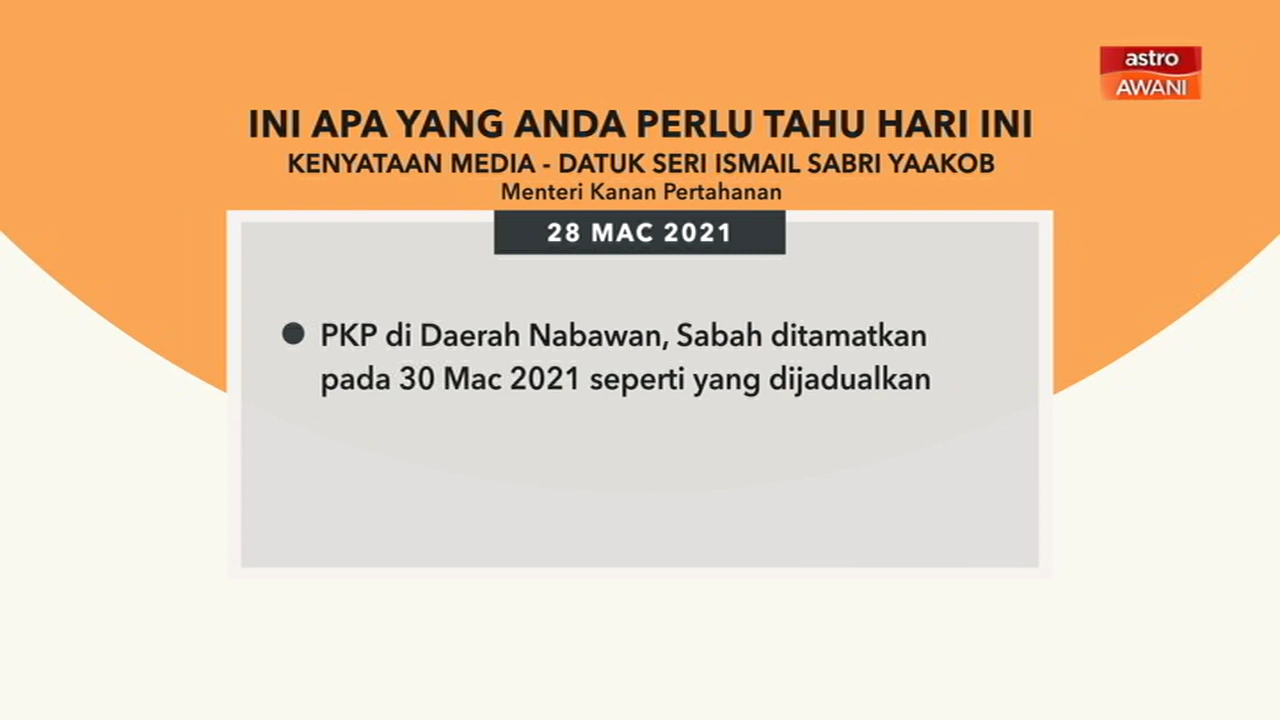 astro
AWANI
INI APA YANG ANDA PERLU TAHU HARI INI
KENYATAAN MEDIA - DATUK SERI ISMAIL SABRI YAAKOB
Menteri Kanan Pertahanan
28 MAC 2021
● PKP di Daerah Nabawan, Sabah ditamatkan
pada 30 Mac 2021 seperti yang dijadualkan